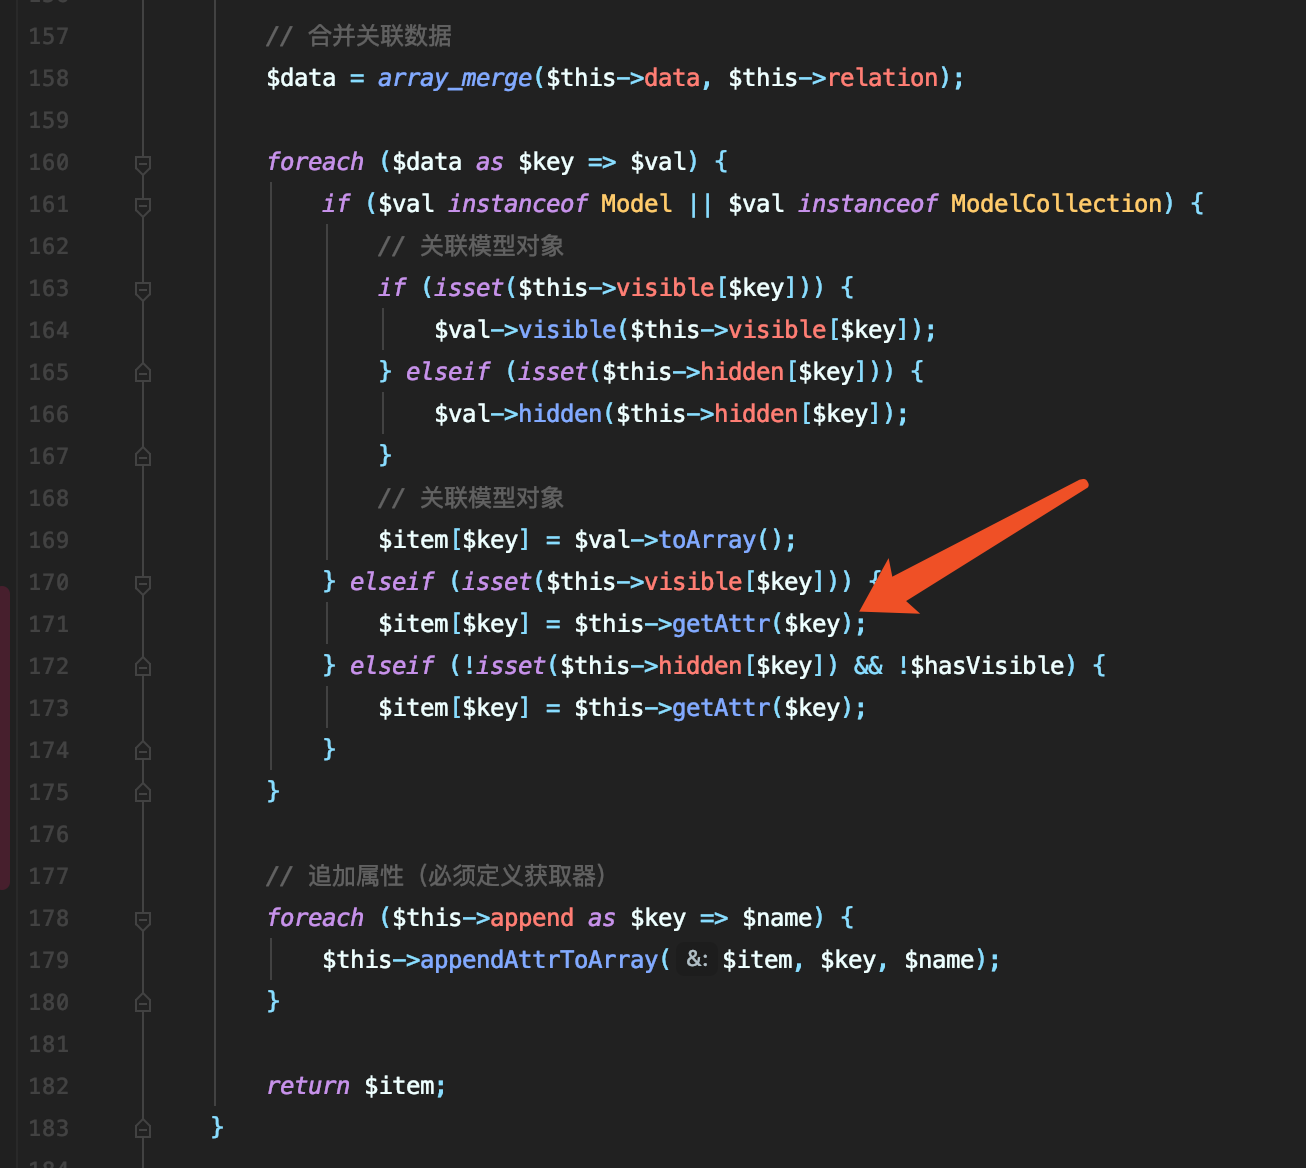 157 // 合并关联数据
158 $data = array_merge($this->data, $this->relation);
159
160 foreach ($data as $key => $val) {
161 if ($val instanceof Model || $val instanceof ModelCollection) {
162 // 关联模型对象
163 if (isset($this->visible[$key])) {
164 $val->visible($this->visible[$key]);
165 } elseif (isset($this->hidden[$key])) {
166 $val->hidden($this->hidden[$key]);
167 }
168 // 关联模型对象
169 $item[$key] = $val->toArray();
170 } elseif (isset($this->visible[$key])) {
171 $item[$key] = $this->getAttr($key);
172 } elseif (!isset($this->hidden[$key]) && !$hasVisible) {
173 $item[$key] = $this->getAttr($key);
174 }
175 }
176
177 // 追加属性（必须定义获取器）
178 foreach ($this->append as $key => $name) {
179 $this->appendAttrToArray( &: $item, $key, $name);
180 }
181
182 return $item;
183 }